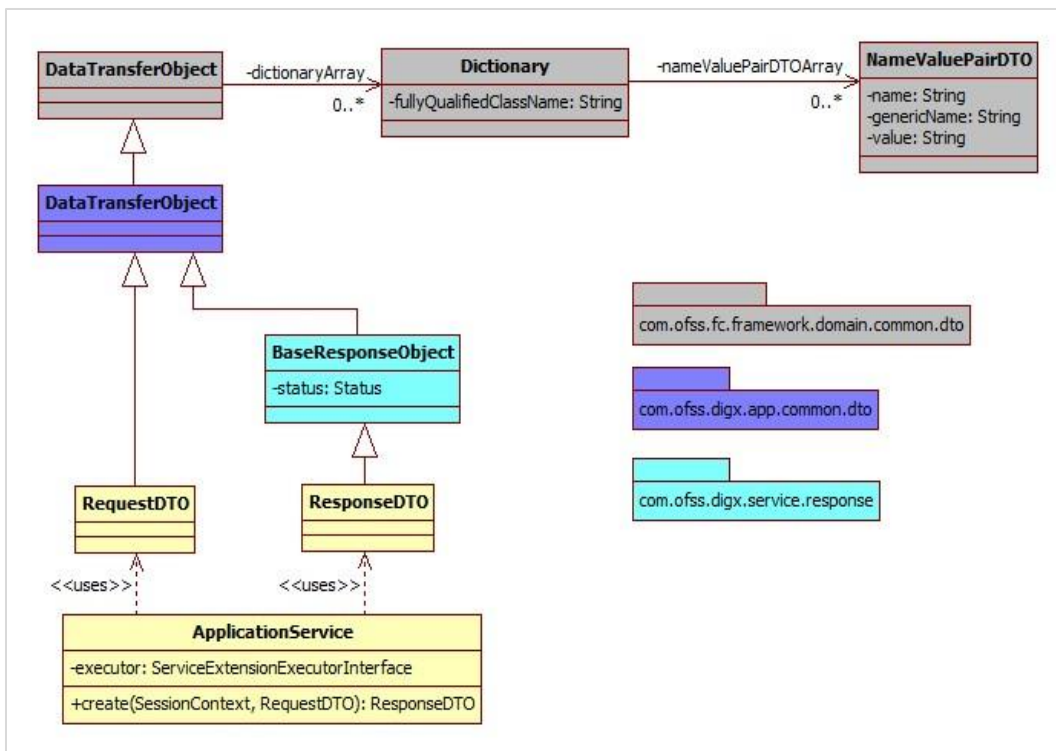 DataTransferObject
-dictionaryArray
0..*
Dictionary
-fullyQualifiedClassName: String
-nameValuePairDTOArray
0..*
NameValuePairDTO
-name: String
-genericName: String
-value: String
DataTransferObject
com.ofss.fc.framework.domain.common.dto
BaseResponseObject
-status: Status
com.ofss.digx.app.common.dto
com.ofss.digx.service.response
RequestDTO
ResponseDTO
<<uses>>
<<uses>>
ApplicationService
-executor: ServiceExtensionExecutorInterface
+create(SessionContext, RequestDTO): ResponseDTO